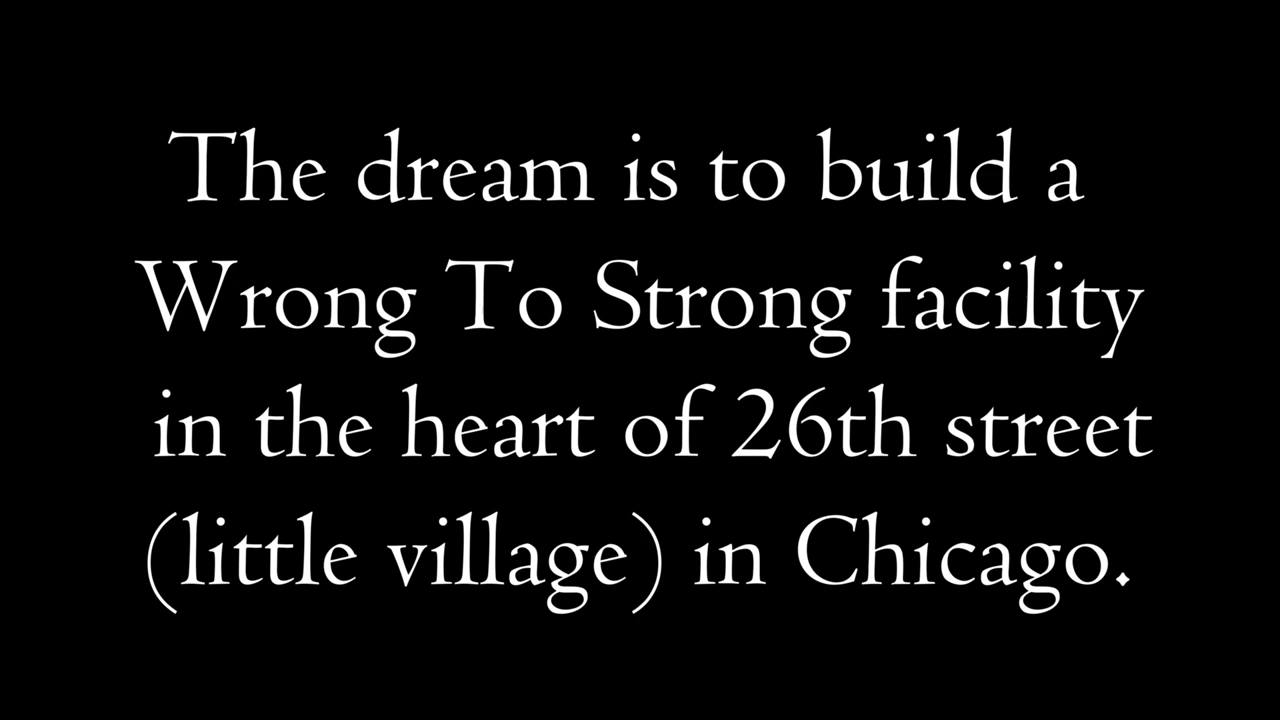 The dream is to build a
Wrong To Strong facility
in the heart of 26th street
(little village) in Chicago.